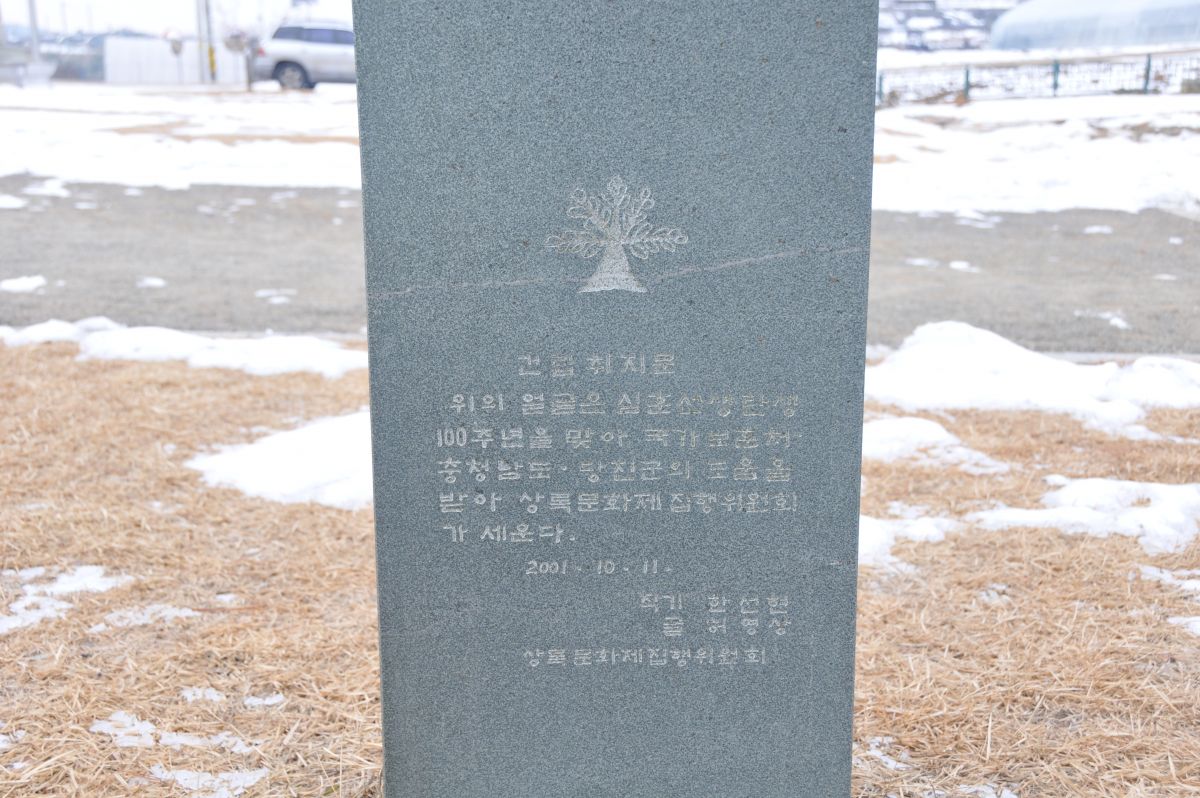 건립취지문
위의 얼굴은 심훈선생탄생
100주년을 맞아 국가보훈처·
충청남도·당진군의 도움을
받아 상록문화제집행위원회
가 세운다.
2001. 10. 11.
작가 한선현
글 허영상
상록문화제집행위원회